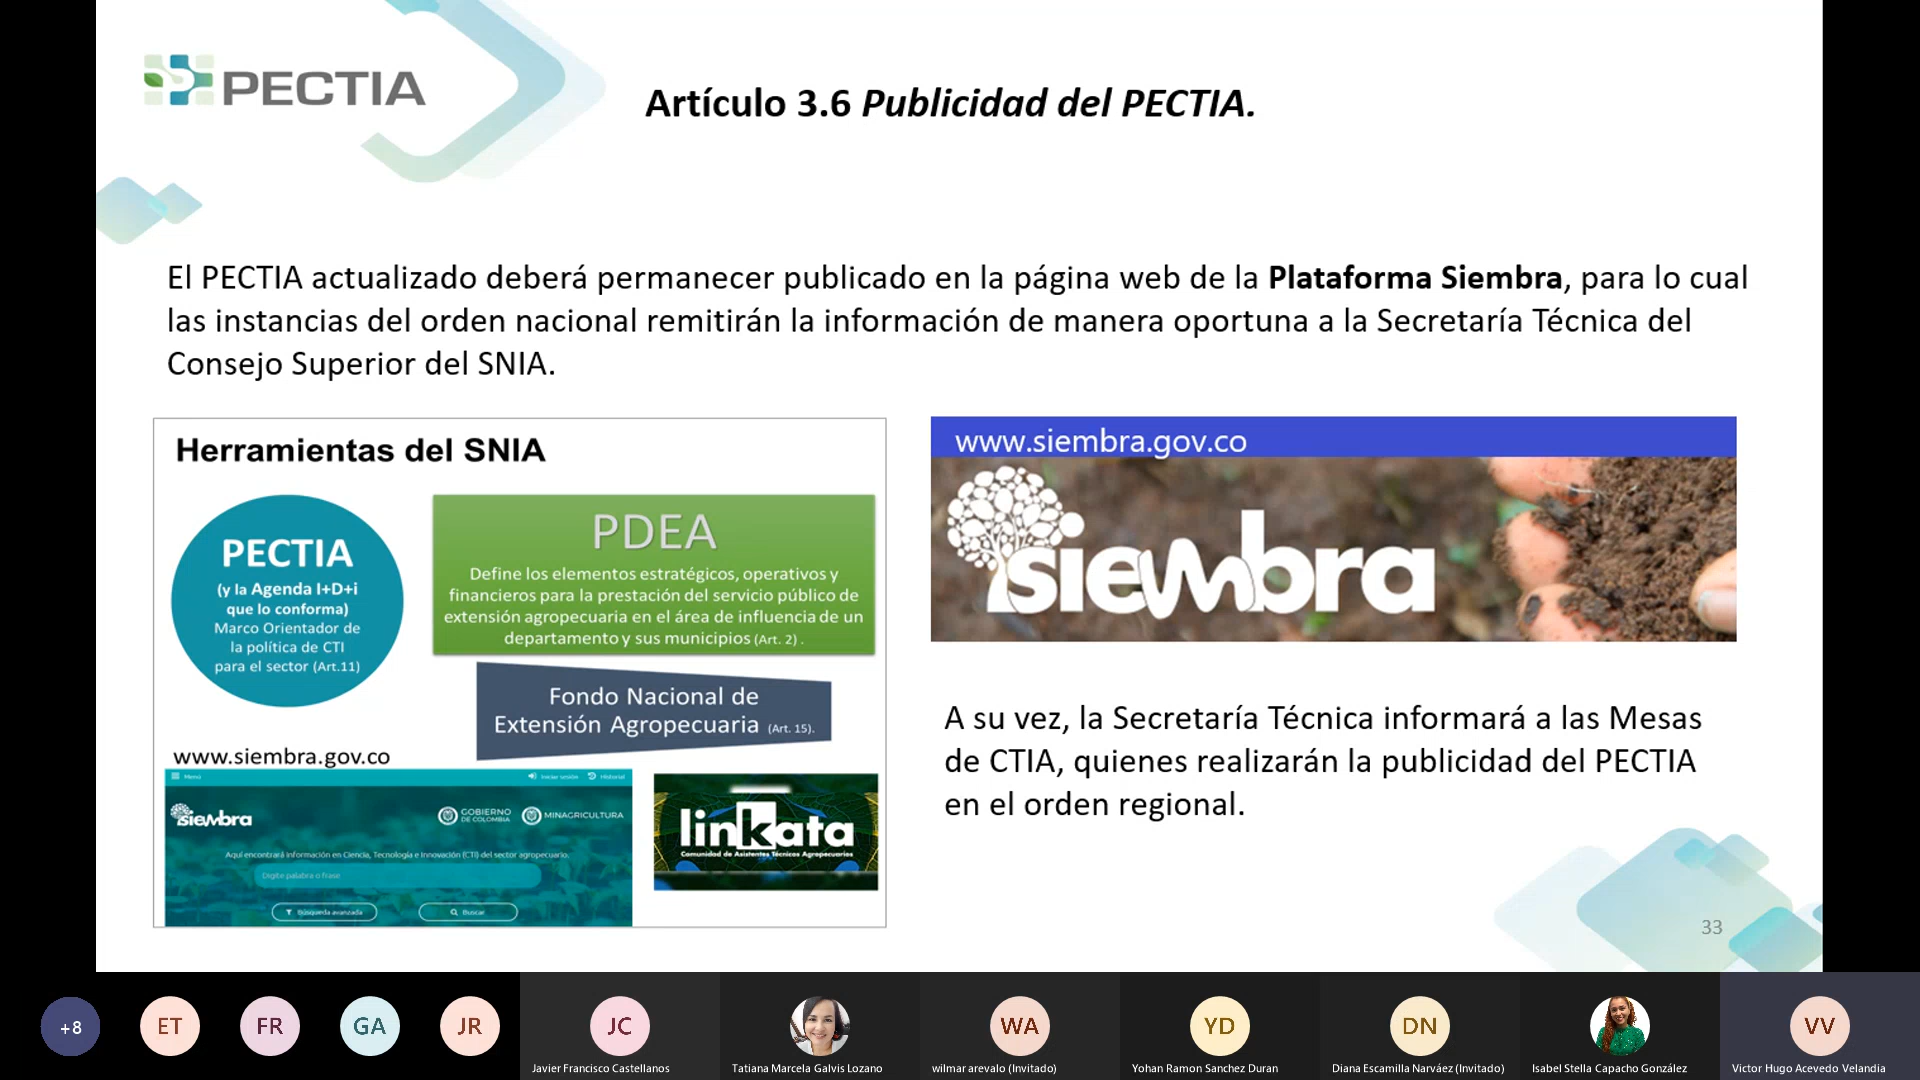 PECTIA
Artículo 3.6 Publicidad del PECTIA.
El PECTIA actualizado deberá permanecer publicado en la página web de la Plataforma Siembra, para lo cual
las instancias del orden nacional remitirán la información de manera oportuna a la Secretaría Técnica del
Consejo Superior del SNIA.
Herramientas del SNIA
PECTIA
(y la Agenda I+D+i
que lo conforma)
Marco Orientador de
la política de CTI
para el sector (Art.11)
PDEA
Define los elementos estratégicos, operativos y
financieros para la prestación del servicio público de
extensión agropecuaria en el área de influencia de un
departamento y sus municipios (Art. 2) .
Fondo Nacional de
Extensión Agropecuaria (Art. 15).
www.siembra.gov.co
Menú
Iniciar sesión
Historial
siembra
GOBIERNO
DE COLOMBIA
MINAGRICULTURA
Aquí encontrará información en Ciencia, Tecnología e Innovación (CTI) del sector agropecuario.
Digite palabra o frase
Búsqueda avanzada
Buscar
linkata
Comunidad de Asistentes Técnicos Agropecuarios
www.siembra.gov.co
siembra
A su vez, la Secretaría Técnica informará a las Mesas
de CTIA, quienes realizarán la publicidad del PECTIA
en el orden regional.
33
+8
ET
FR
GA
JR
JC
WA
YD
DN
VV
Javier Francisco Castellanos
Tatiana Marcela Galvis Lozano
wilmar arevalo (Invitado)
Yohan Ramon Sanchez Duran
Diana Escamilla Narváez (Invitado)
Isabel Stella Capacho González
Victor Hugo Acevedo Velandia